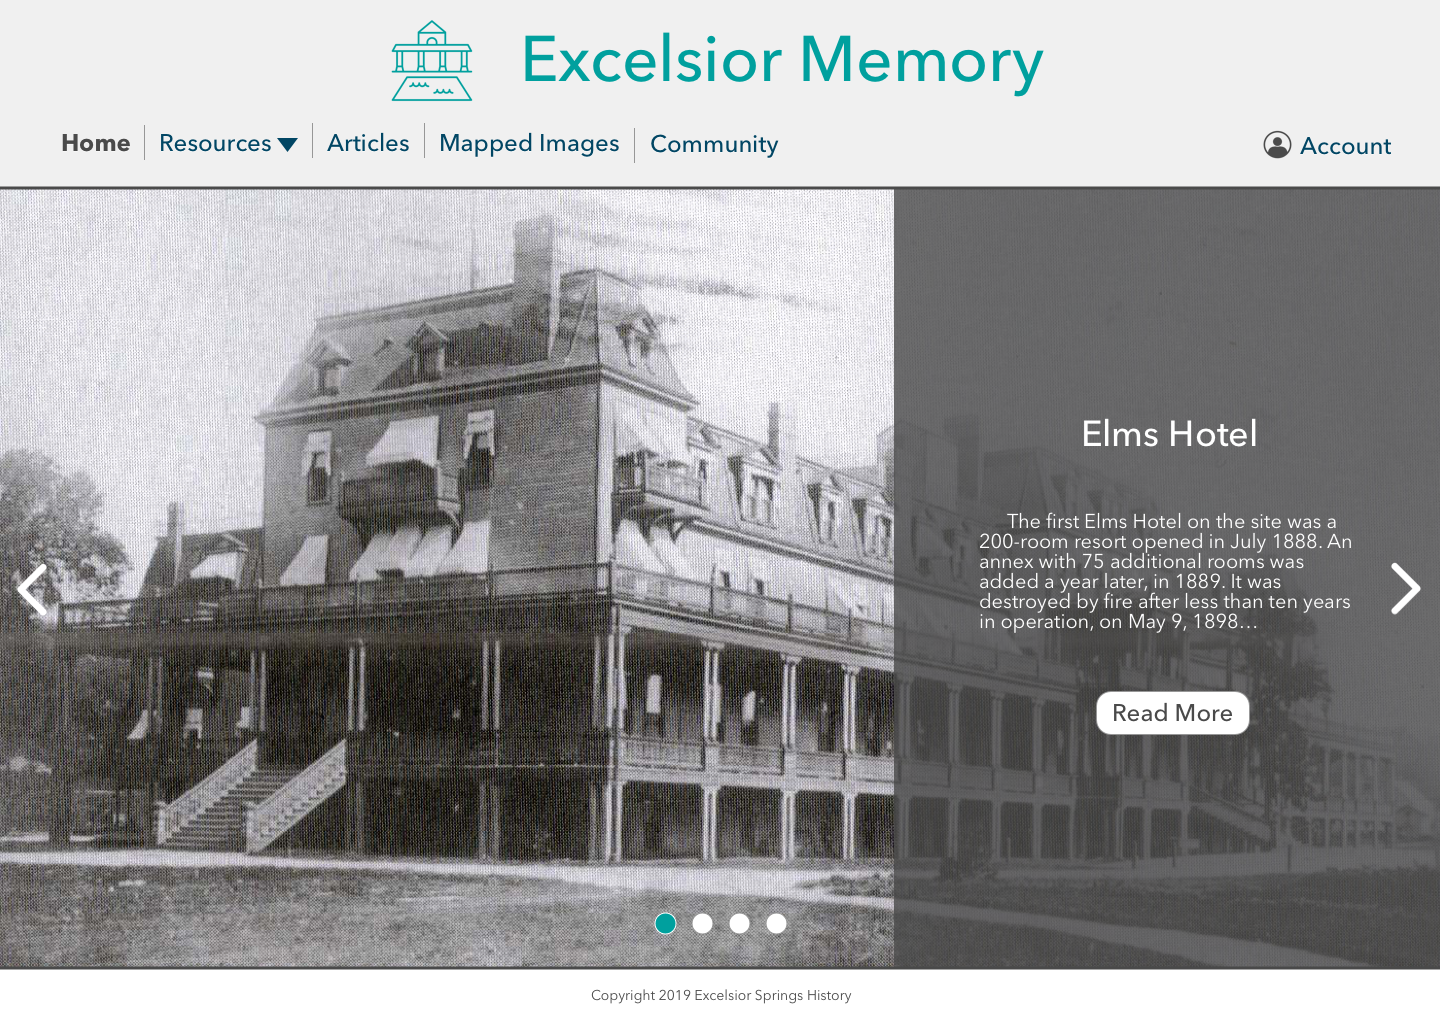 Excelsior Memory
Home Resources Articles Mapped Images Community Account
Elms Hotel
The first Elms Hotel on the site was a
200-room resort opened in July 1888. An
annex with 75 additional rooms was
added a year later, in 1889. It was
destroyed by fire after less than ten years
in operation, on May 9, 1898…
Read More
Copyright 2019 Excelsior Springs History